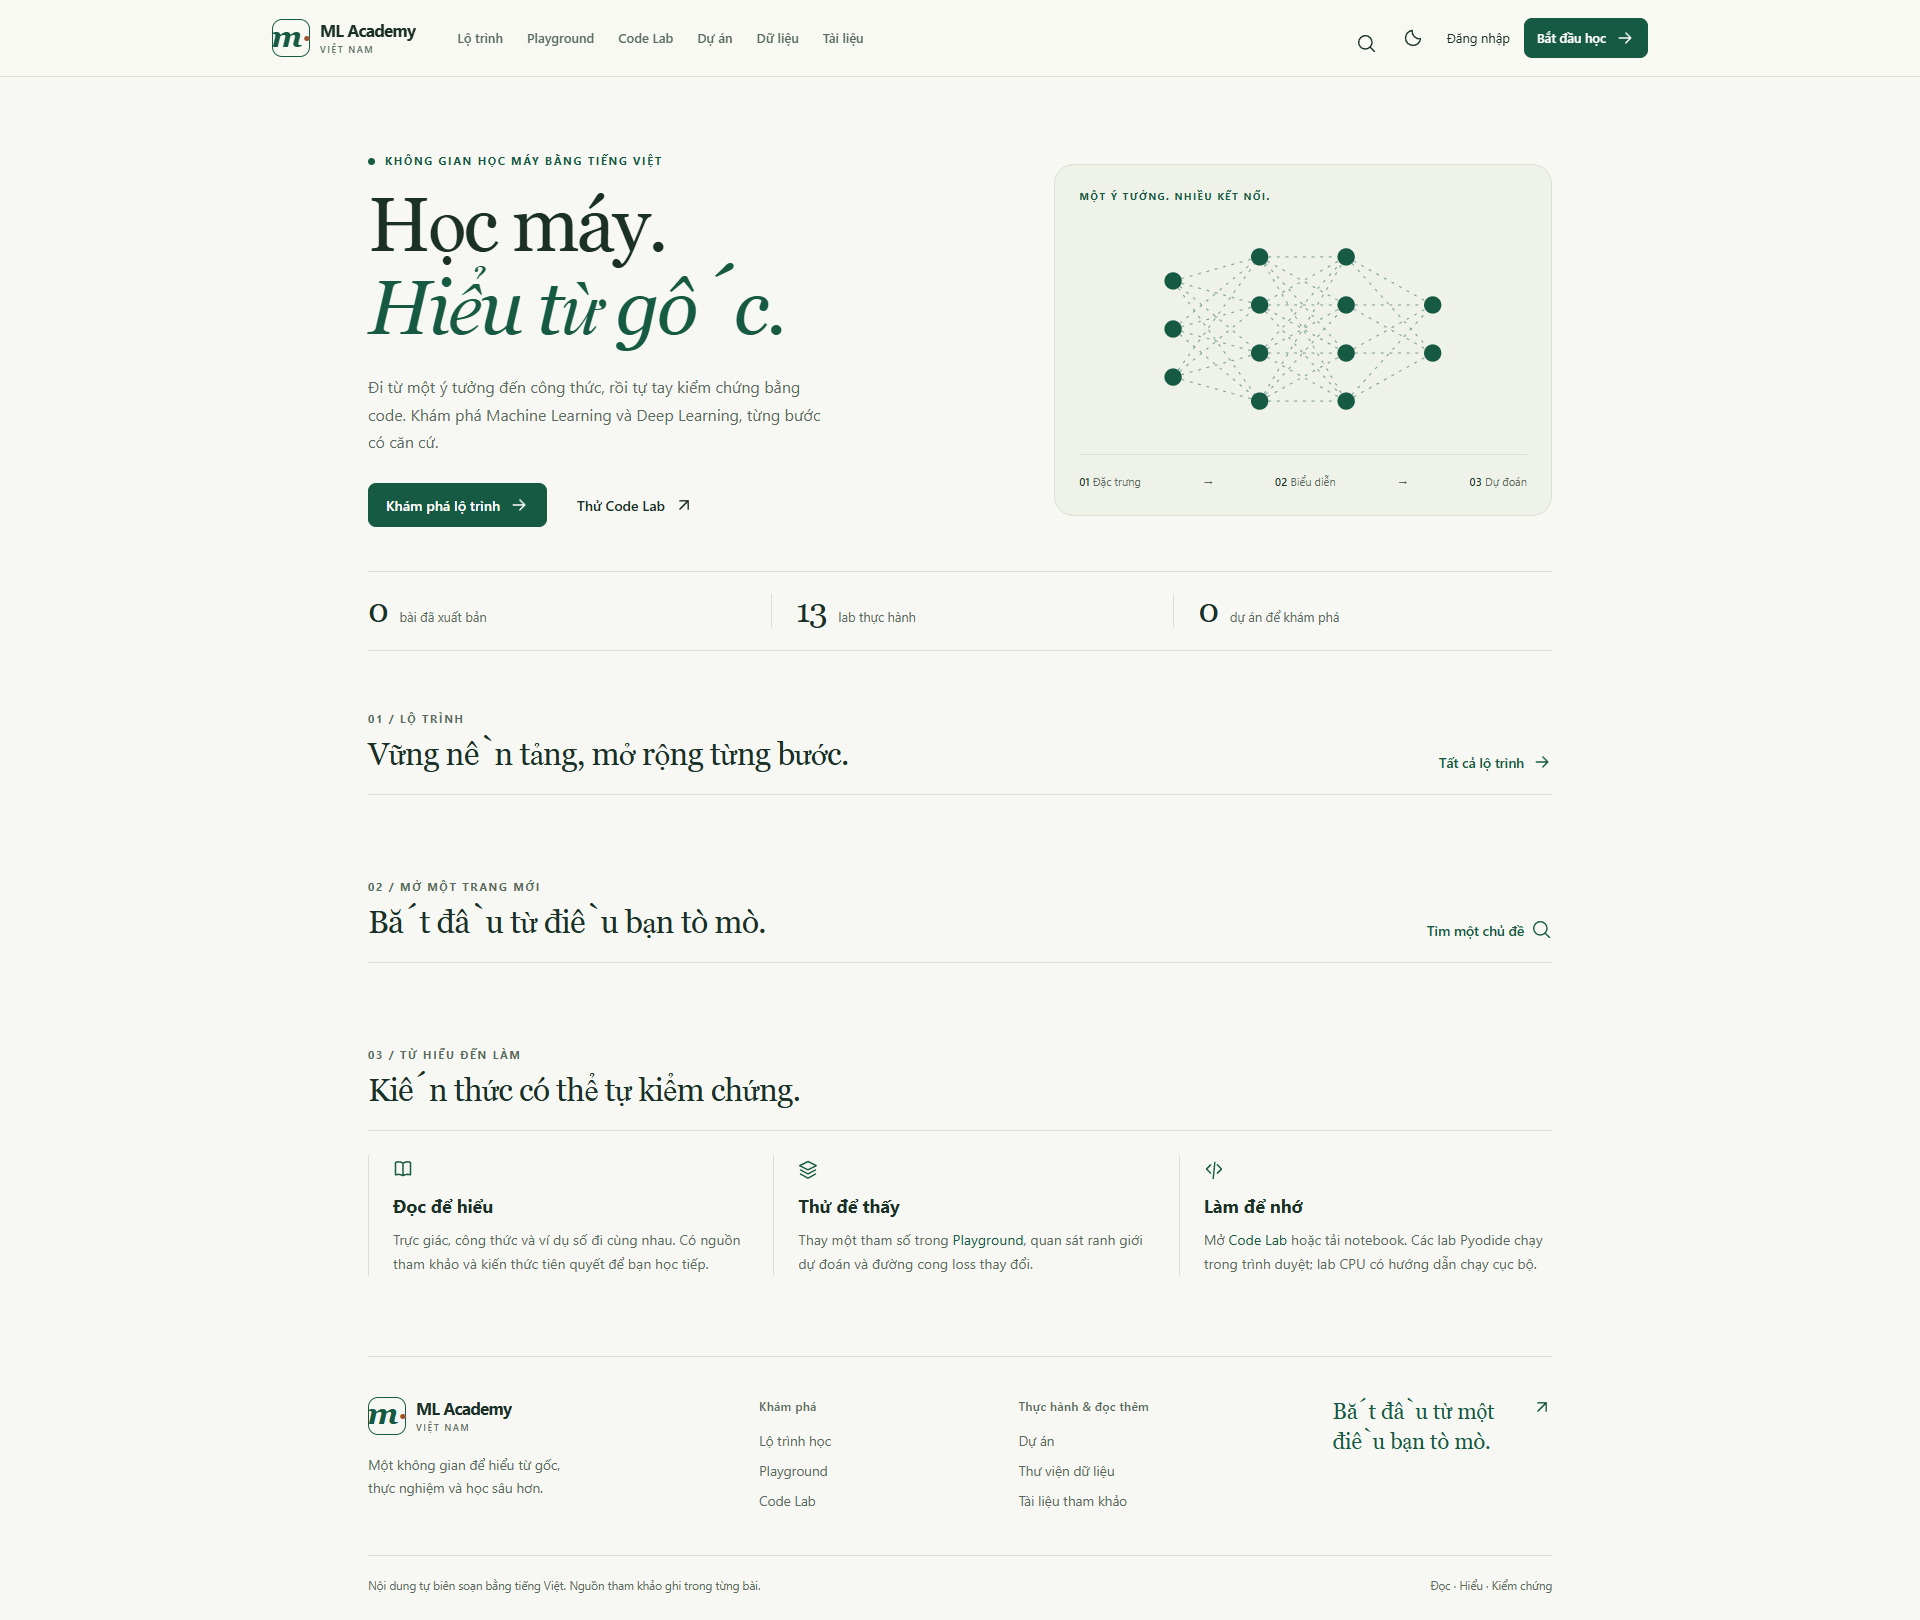 m.
ML Academy
VIỆT NAM
Lộ trình
Playground
Code Lab
Dự án
Dữ liệu
Tài liệu
Đăng nhập
Bắt đầu học →
KHÔNG GIAN HỌC MÁY BẰNG TIẾNG VIỆT
Học máy.
Hiểu từ gốc.
Đi từ một ý tưởng đến công thức, rồi tự tay kiểm chứng bằng
code. Khám phá Machine Learning và Deep Learning, từng bước
có căn cứ.
Khám phá lộ trình →
Thử Code Lab ↗
MỘT Ý TƯỞNG. NHIỀU KẾT NỐI.
01 Đặc trưng → 02 Biểu diễn → 03 Dự đoán
0 bài đã xuất bản
13 lab thực hành
0 dự án để khám phá
01 / LỘ TRÌNH
Vững nền tảng, mở rộng từng bước.
Tất cả lộ trình →
02 / MỞ MỘT TRANG MỚI
Bắt đầu từ điều bạn tò mò.
Tìm một chủ đề
03 / TỪ HIỂU ĐẾN LÀM
Kiến thức có thể tự kiểm chứng.
Đọc để hiểu
Trực giác, công thức và ví dụ số đi cùng nhau. Có nguồn
tham khảo và kiến thức tiên quyết để bạn học tiếp.
Thử để thấy
Thay một tham số trong Playground, quan sát ranh giới
dự đoán và đường cong loss thay đổi.
Làm để nhớ
Mở Code Lab hoặc tải notebook. Các lab Pyodide chạy
trong trình duyệt; lab CPU có hướng dẫn chạy cục bộ.
m.
ML Academy
VIỆT NAM
Một không gian để hiểu từ gốc,
thực nghiệm và học sâu hơn.
Khám phá
Lộ trình học
Playground
Code Lab
Thực hành & đọc thêm
Dự án
Thư viện dữ liệu
Tài liệu tham khảo
Bắt đầu từ một
điều bạn tò mò. ↗
Nội dung tự biên soạn bằng tiếng Việt. Nguồn tham khảo ghi trong từng bài.
Đọc · Hiểu · Kiểm chứng